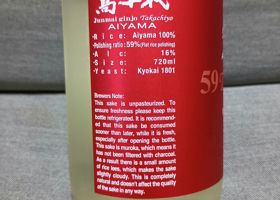 高千代
Junmai ginjo Takachiyo
AIYAMA
•Rice: Aiyama 100%
•Polishing ratio: 59% (Flat rice polishing)
•Alc: 16%
•Size: 720ml
•Yeast: Kyokai 1801
Brewers Note:
This sake is unpasteurized. To
ensure freshness please keep this
bottle refrigerated. It is recommend-
ed that this sake be consumed
sooner than later, while it is fresh,
especially after opening the bottle.
This sake is muroka, which means it
has not been filtered with charcoal.
As a result there is a small amount
of rice lees, which makes the sake
slightly cloudy. This is completely
natural and doesn't effect the quality
of the sake in any way.
59